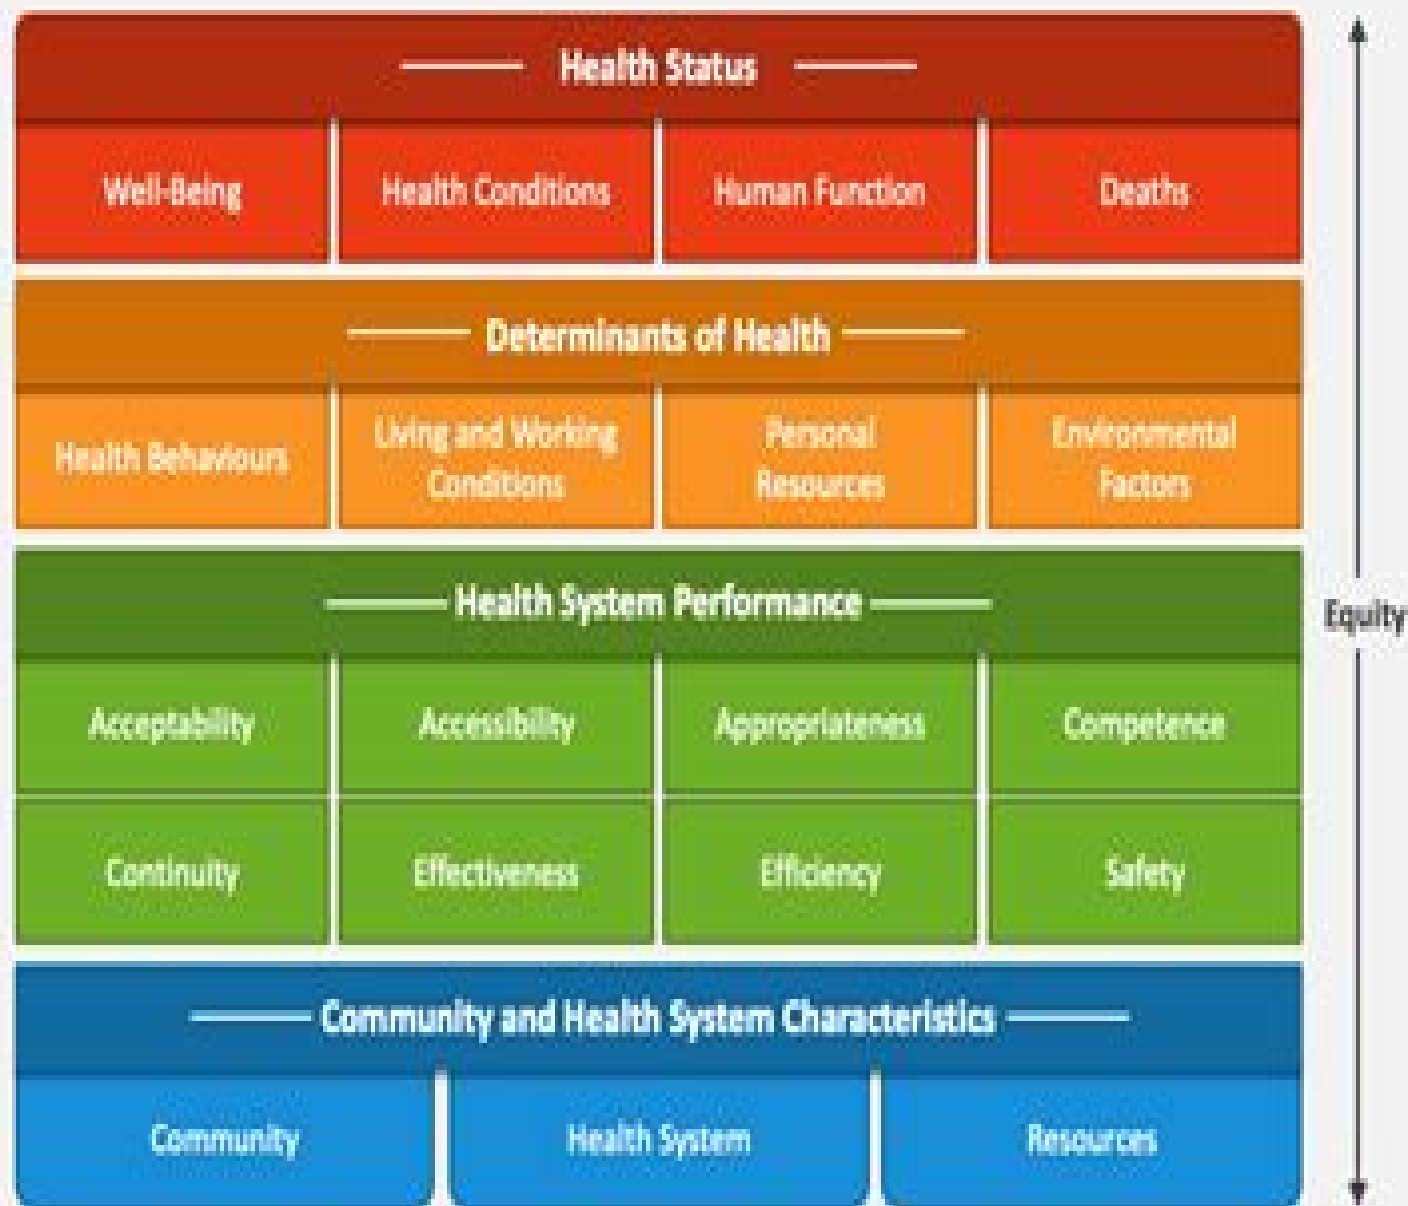 Health Status
Well-Being
Health Conditions
Human Function
Deaths
Determinants of Health
Health Behaviours
Living and Working
Conditions
Personal
Resources
Environmental
Factors
Health System Performance
Equity
Acceptability
Accessibility
Appropriateness
Competence
Continuity
Effectiveness
Efficiency
Safety
Community and Health System Characteristics
Community
Health System
Resources